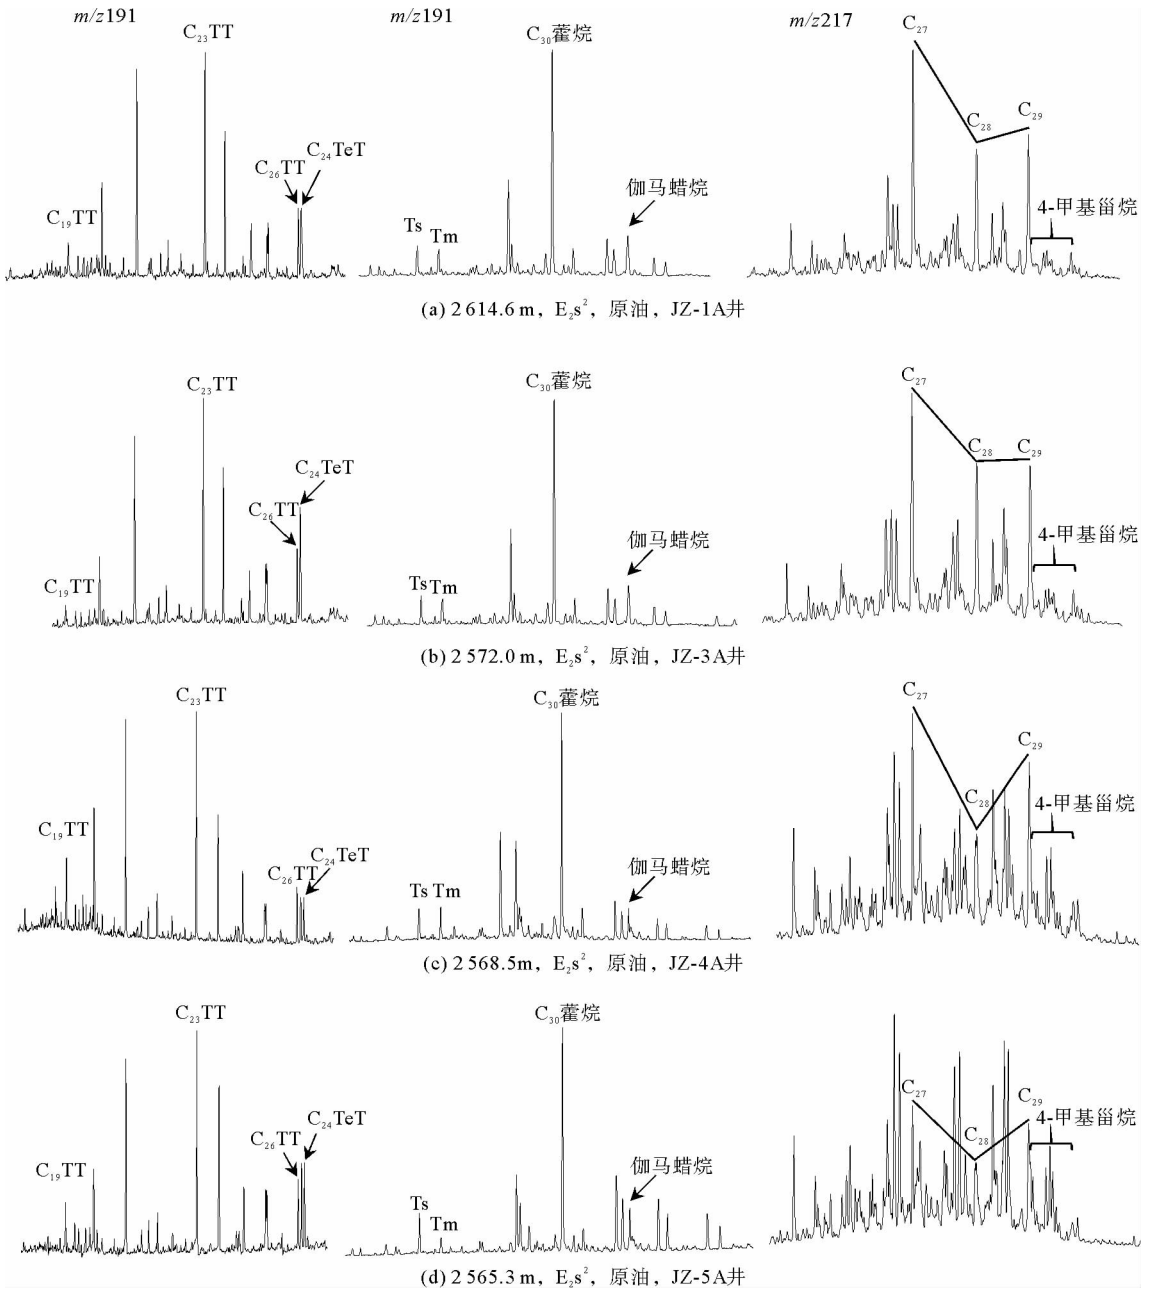 m/z191
m/z191
m/z217
C₂₃TT
C₁₉TT
C₂₆TT
C₂₄TeT
C₃₀藿烷
Ts
Tm
伽马蜡烷
C₂₇
C₂₈
C₂₉
4-甲基甾烷
(a) 2 614.6 m，E₂s²，原油，JZ-1A井
C₂₃TT
C₁₉TT
C₂₆TT
C₂₄TeT
C₃₀藿烷
Ts
Tm
伽马蜡烷
C₂₇
C₂₈
C₂₉
4-甲基甾烷
(b) 2 572.0 m，E₂s²，原油，JZ-3A井
C₂₃TT
C₁₉TT
C₂₆TT
C₂₄TeT
C₃₀藿烷
Ts
Tm
伽马蜡烷
C₂₇
C₂₈
C₂₉
4-甲基甾烷
(c) 2 568.5m，E₂s²，原油，JZ-4A井
C₂₃TT
C₁₉TT
C₂₆TT
C₂₄TeT
C₃₀藿烷
Ts
Tm
伽马蜡烷
C₂₇
C₂₈
C₂₉
4-甲基甾烷
(d) 2 565.3 m，E₂s²，原油，JZ-5A井